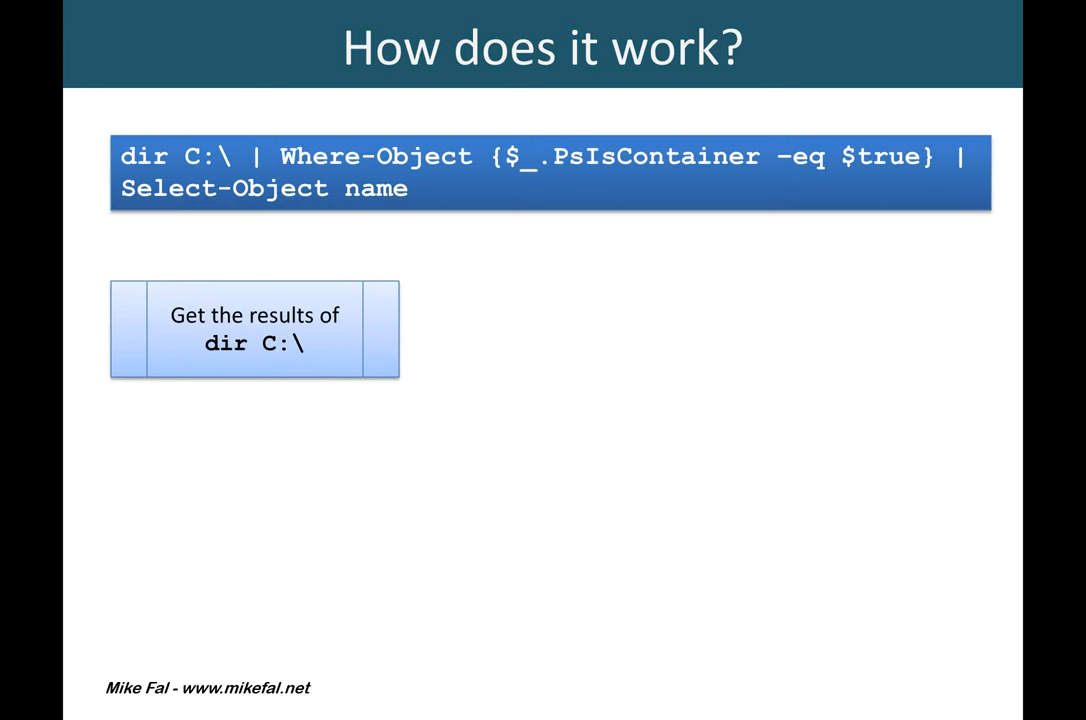 How does it work?
dir C:\ | Where-Object {$_.PsIsContainer –eq $true} |
Select-Object name
Get the results of
dir C:\
Mike Fal - www.mikefal.net